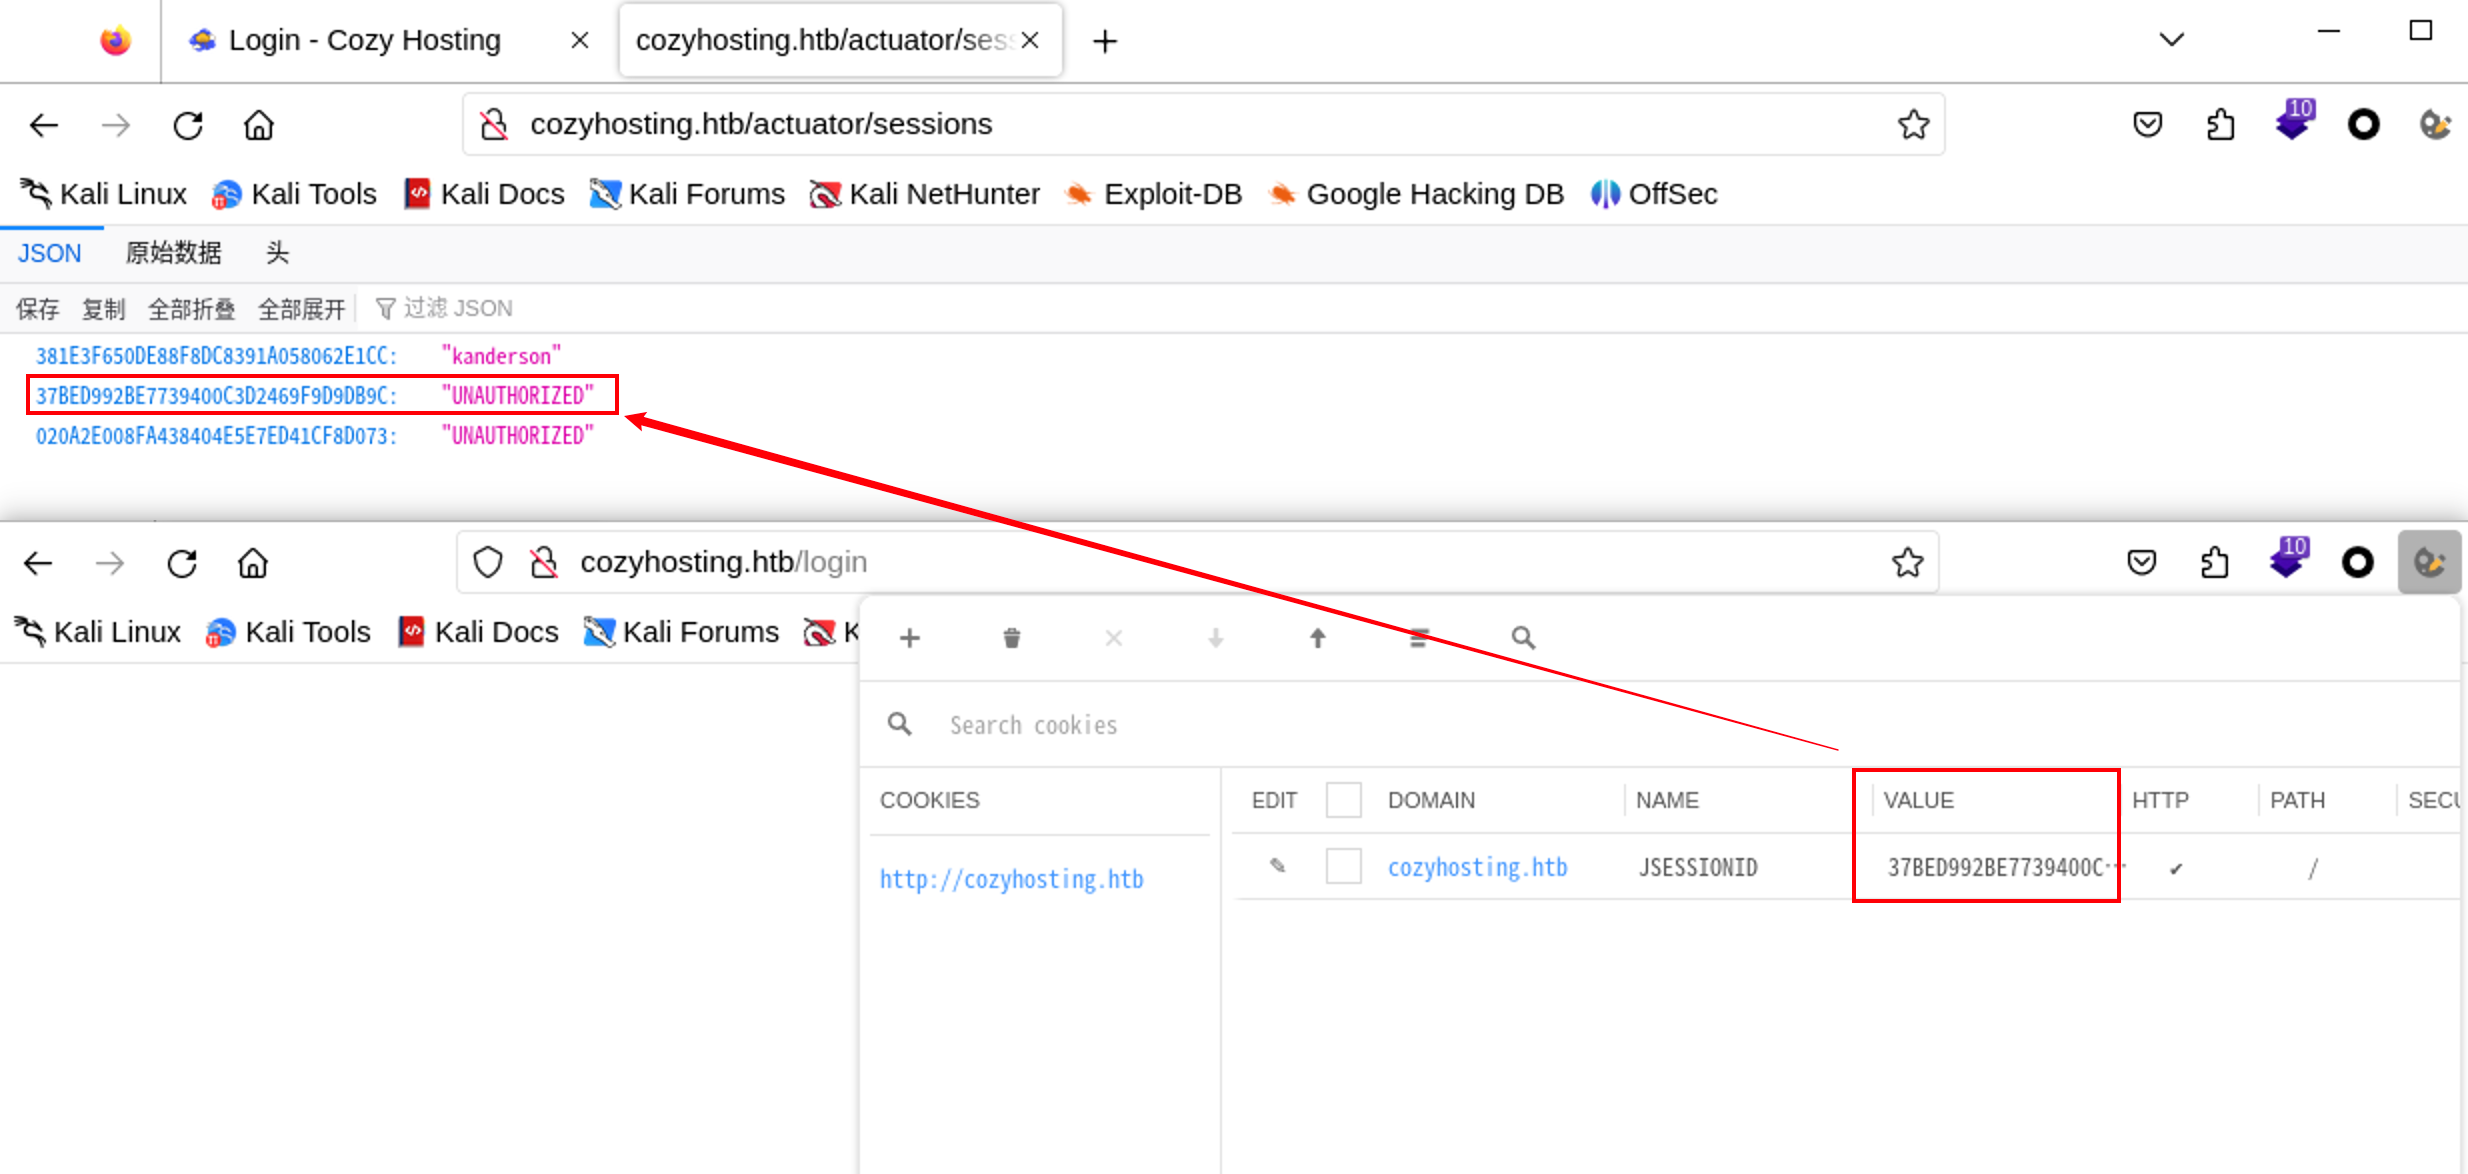 Login - Cozy Hosting cozyhosting.htb/actuator/sess
cozyhosting.htb/actuator/sessions 10
Kali Linux Kali Tools Kali Docs Kali Forums Kali NetHunter Exploit-DB Google Hacking DB OffSec
JSON 原始数据 头
保存 复制 全部折叠 全部展开 过滤 JSON
381E3F650DE88F8DC8391A058062E1CC: "kanderson"
37BED992BE7739400C3D2469F9D9DB9C: "UNAUTHORIZED"
020A2E008FA438404E5E7ED41CF8D073: "UNAUTHORIZED"
cozyhosting.htb/login 10
Kali Linux Kali Tools Kali Docs Kali Forums K
Search cookies
COOKIES EDIT DOMAIN NAME VALUE HTTP PATH SECU
http://cozyhosting.htb cozyhosting.htb JSESSIONID 37BED992BE7739400C… ✔ /